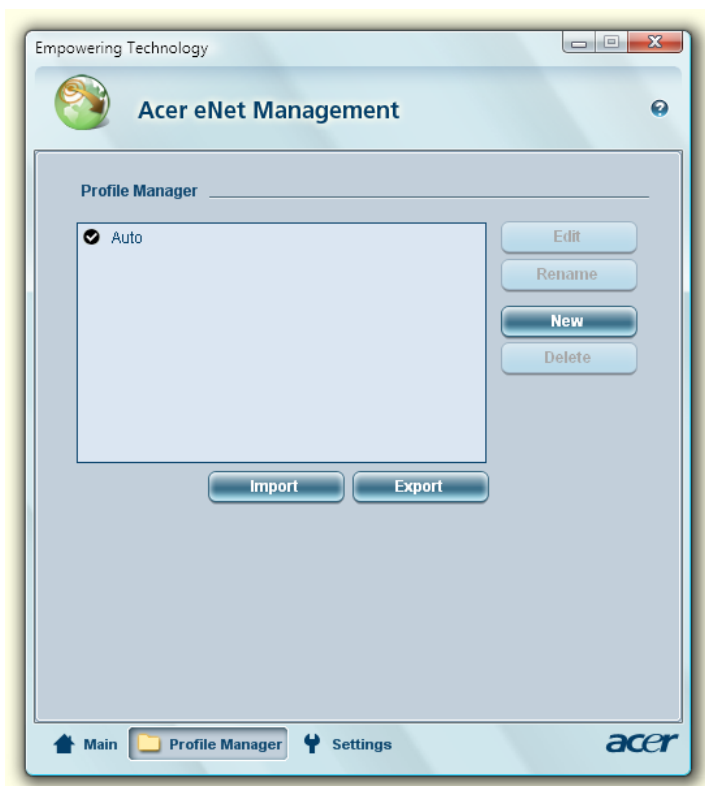 Empowering Technology
Acer eNet Management
Profile Manager
Auto
Edit
Rename
New
Delete
Import Export
Main Profile Manager Settings
acer